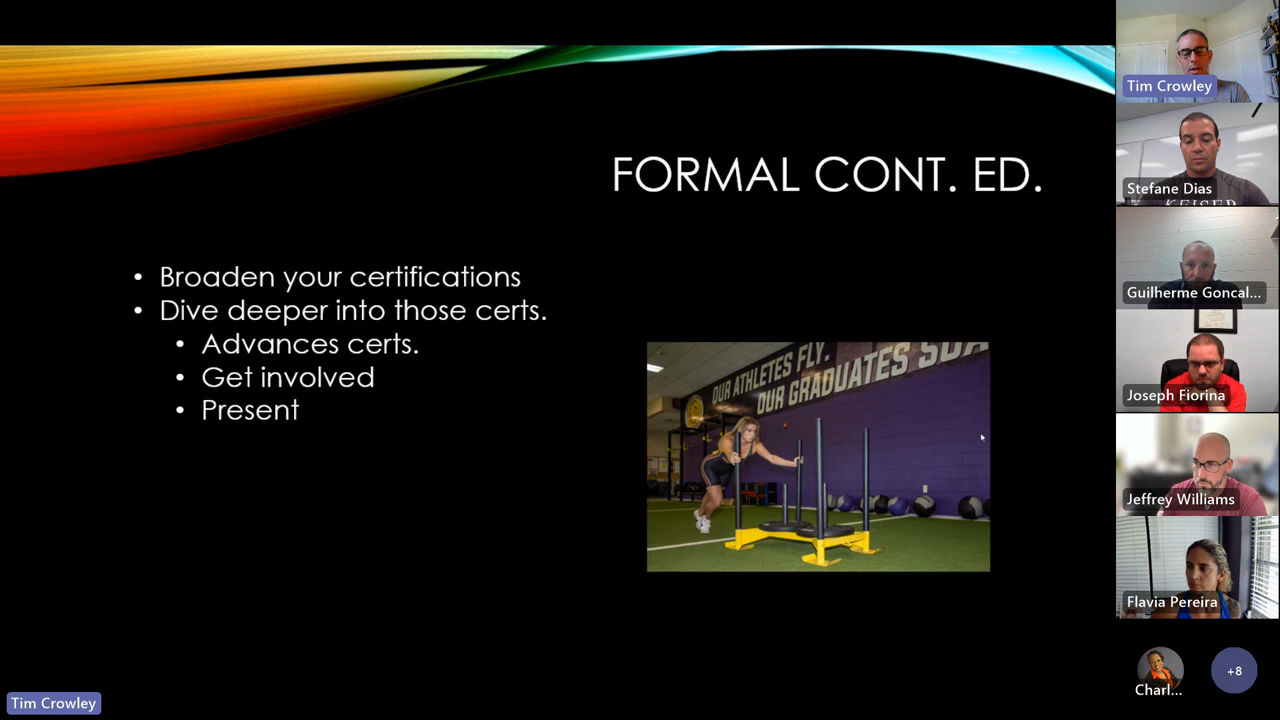 FORMAL CONT. ED.
• Broaden your certifications
• Dive deeper into those certs.
• Advances certs.
• Get involved
• Present
OUR ATHLETES FLY.
OUR GRADUATES SOA
Tim Crowley
Tim Crowley
Stefane Dias
KEISER
Guilherme Goncal...
Joseph Fiorina
Jeffrey Williams
Flavia Pereira
Charl...
+8